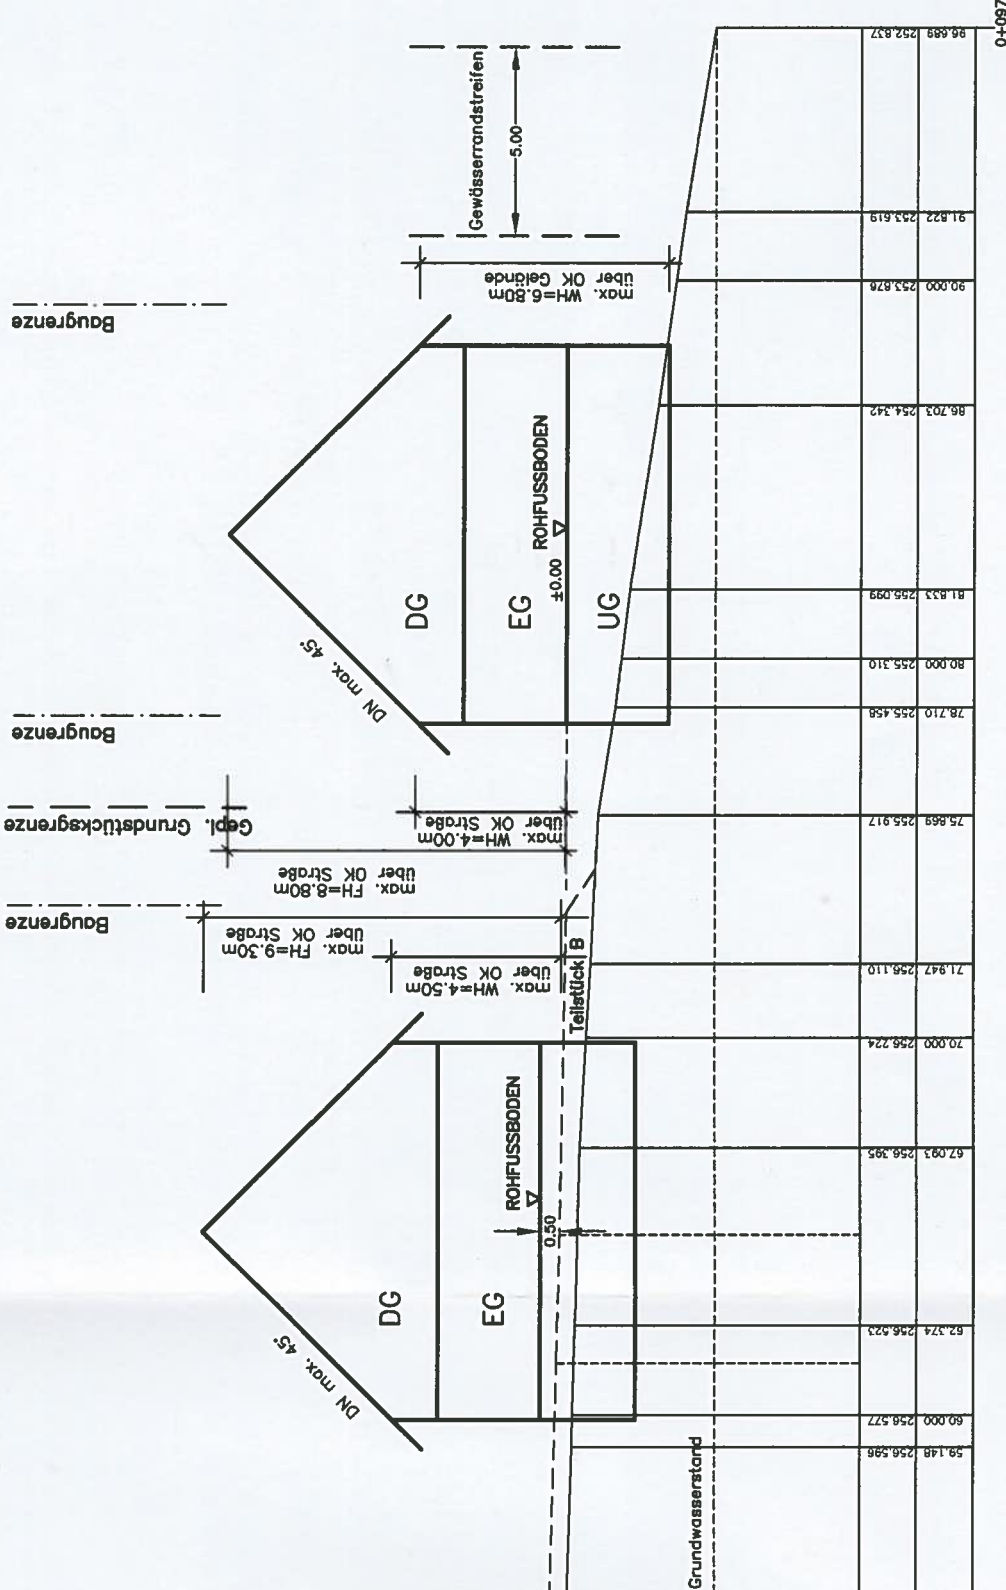 Baugrenze
Baugrenze
Gepl. Grundstücksgrenze
Baugrenze
Gewässerrandstreifen
5.00
max. WH=6.80m
über OK Gelände
DN max. 45°
DG
EG
ROHFUSSBODEN
±0.00
UG
max. WH=4.00m
über OK Straße
max. FH=8.80m
über OK Straße
max. FH=9.30m
über OK Straße
max. WH=4.50m
über OK Straße
Teilstück B
DN max. 45°
DG
EG
ROHFUSSBODEN
0.50
Grundwasserstand
0+097
96.689 252.837
91.822 253.619
90.000 253.876
86.703 254.342
81.833 255.099
80.000 255.310
78.710 255.458
75.869 255.917
71.947 256.110
70.000 256.224
67.093 256.395
62.374 256.523
60.000 256.577
59.148 256.596